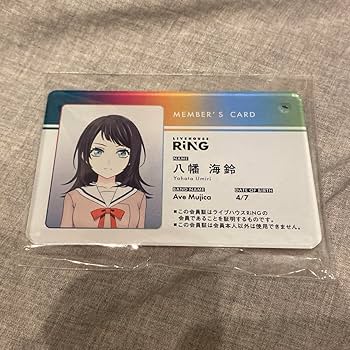 MEMBER'S CARD
LIVEHOUSE
RiNG
NAME
八幡 海鈴
Yahata Umiri
BAND NAME
DATE OF BIRTH
Ave Mujica
4/7
※この会員証はライブハウスRiNGの
会員であることを証明するものです。
※この会員証は会員本人以外は使用できません。